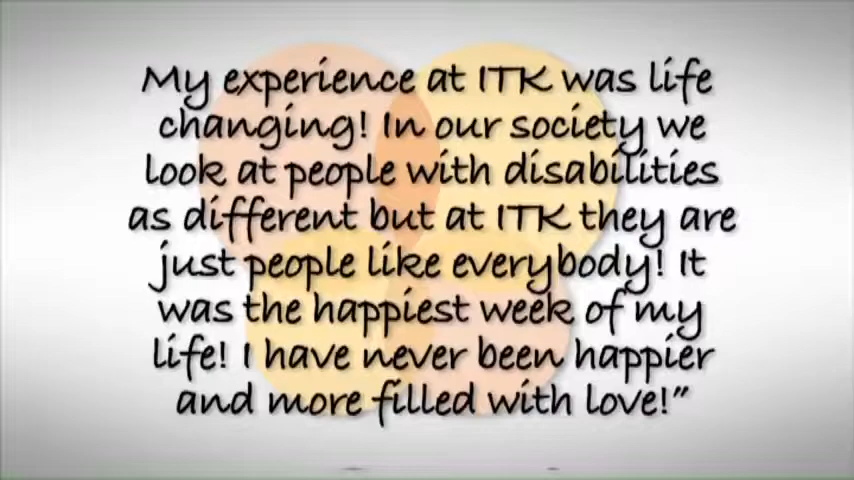 My experience at ITK was life
changing! In our society we
look at people with disabilities
as different but at ITK they are
just people like everybody! It
was the happiest week of my
life! I have never been happier
and more filled with love!”